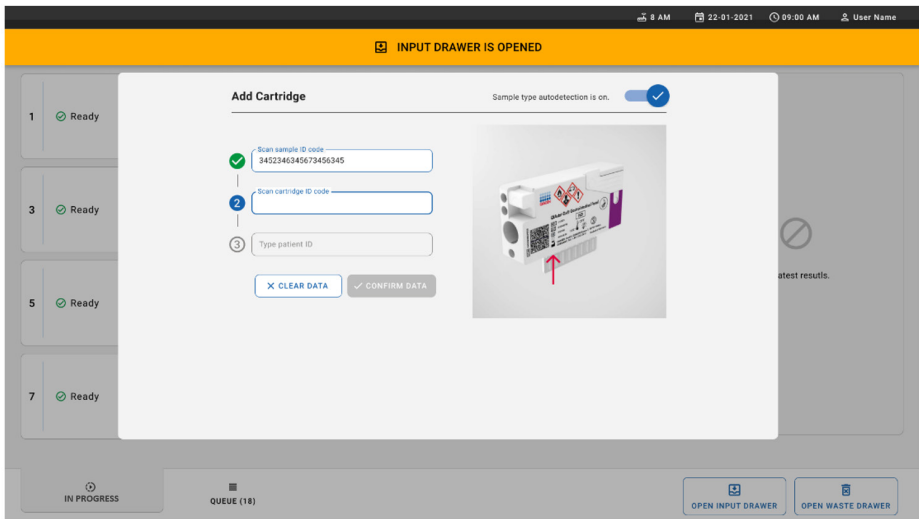 8 AM
22-01-2021
09:00 AM
User Name
INPUT DRAWER IS OPENED
Add Cartridge
Sample type autodetection is on.
1
Ready
3
Ready
5
Ready
7
Ready
Scan sample ID code
3452346345673456345
2
Scan cartridge ID code
3
Type patient ID
CLEAR DATA
CONFIRM DATA
atest resutls.
IN PROGRESS
QUEUE (18)
OPEN INPUT DRAWER
OPEN WASTE DRAWER